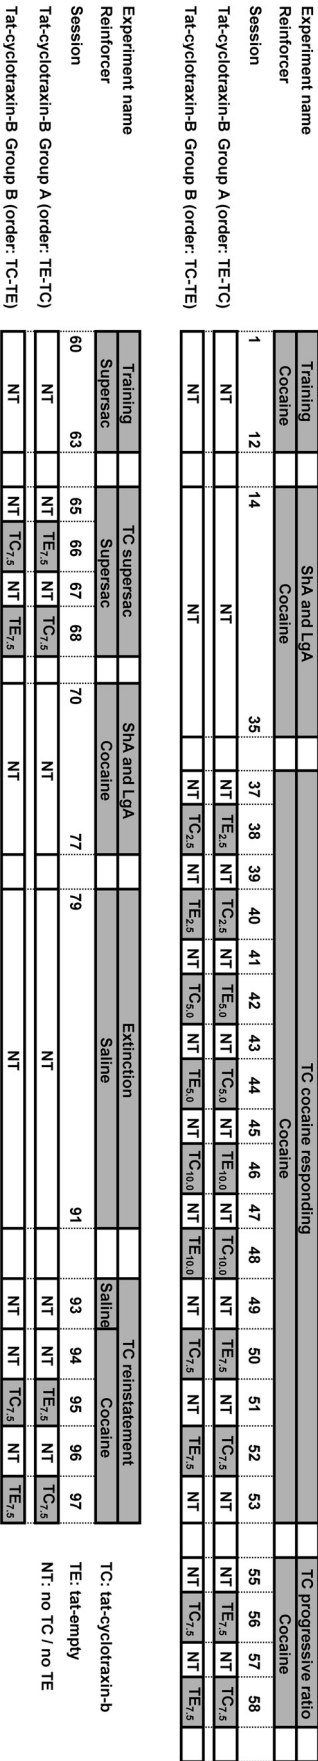 Experiment name Training ShA and LgA TC cocaine responding TC progressive ratio
Reinforcer Cocaine Cocaine Cocaine Cocaine
Session 1 12 14 35 37 38 39 40 41 42 43 44 45 46 47 48 49 50 51 52 53 55 56 57 58
Tat-cyclotraxin-B Group A (order: TE-TC) NT NT NT TE2.5 NT TC2.5 NT TE5.0 NT TC5.0 NT TE10.0 NT TC10.0 NT TE7.5 NT TC7.5 NT NT TE7.5 NT TC7.5
Tat-cyclotraxin-B Group B (order: TC-TE) NT NT NT TC2.5 NT TE2.5 NT TC5.0 NT TE5.0 NT TC10.0 NT TE10.0 NT TC7.5 NT TE7.5 NT NT TC7.5 NT TE7.5
Experiment name Training TC supersac ShA and LgA Extinction TC reinstatement
Reinforcer Supersac Supersac Cocaine Saline Saline Cocaine
Session 60 63 65 66 67 68 70 77 79 91 93 94 95 96 97
Tat-cyclotraxin-B Group A (order: TE-TC) NT NT TE7.5 NT TC7.5 NT NT NT NT TE7.5 NT TC7.5
Tat-cyclotraxin-B Group B (order: TC-TE) NT NT TC7.5 NT TE7.5 NT NT NT NT TC7.5 NT TE7.5
TC: tat-cyclotraxin-b
TE: tat-empty
NT: no TC / no TE